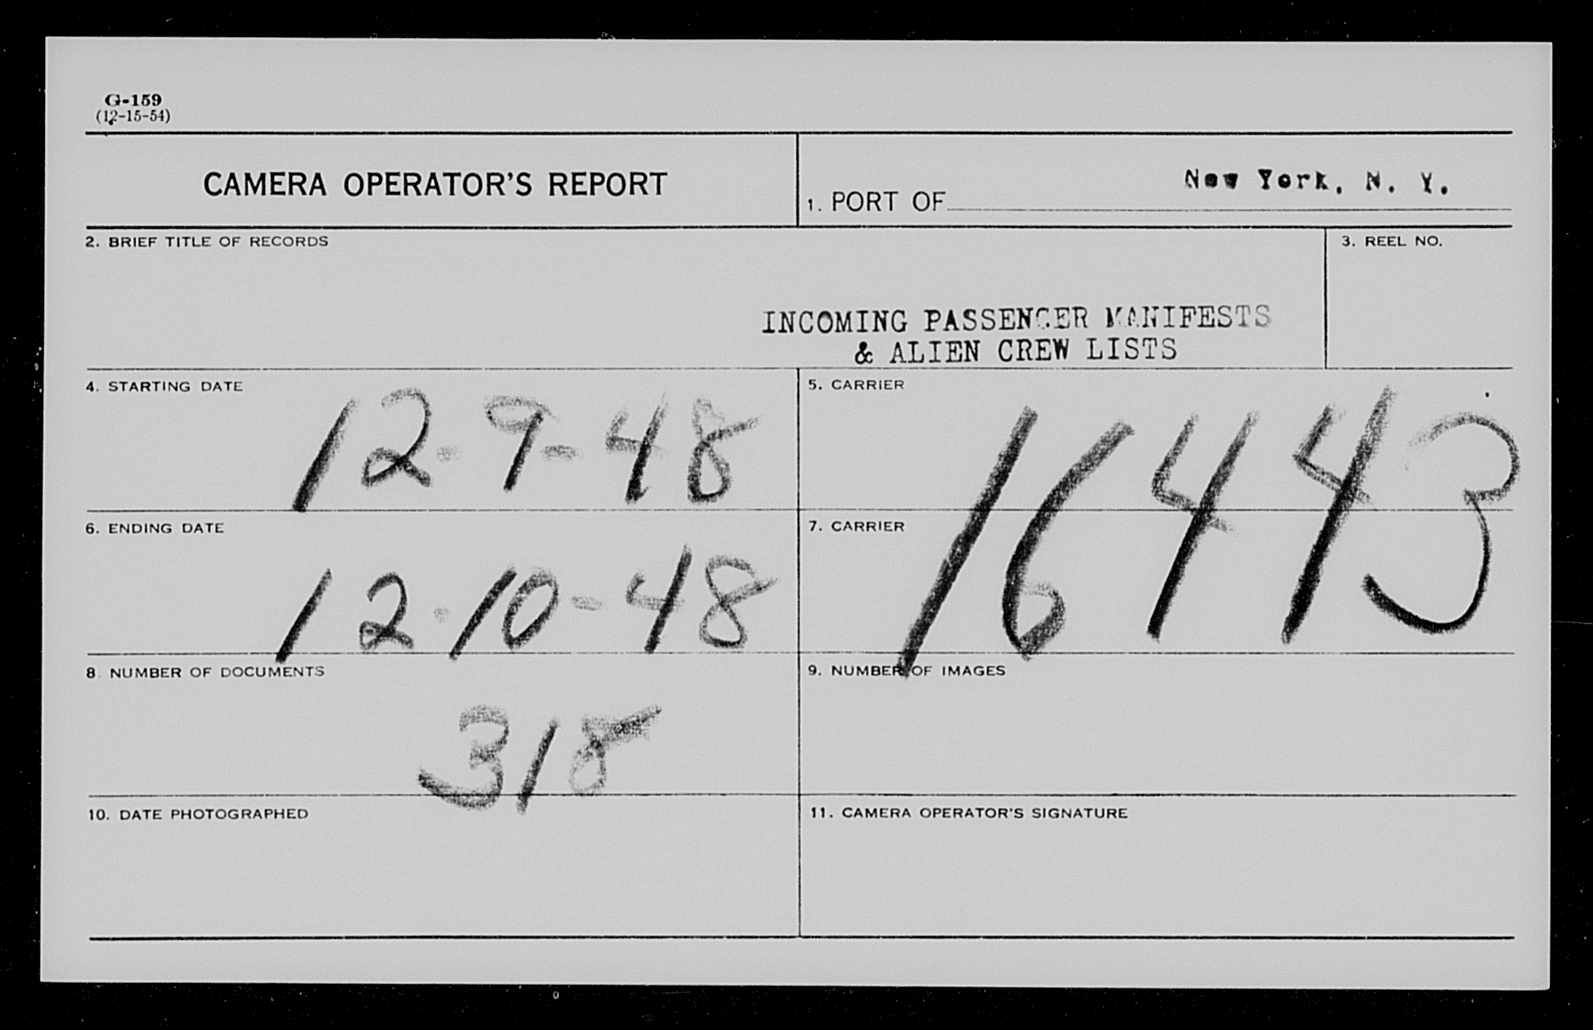 G-159
(12-15-54)
CAMERA OPERATOR'S REPORT
1. PORT OF New York, N. Y.
2. BRIEF TITLE OF RECORDS
INCOMING PASSENGER MANIFESTS
& ALIEN CREW LISTS
3. REEL NO.
4. STARTING DATE
12-9-48
5. CARRIER
16443
6. ENDING DATE
12-10-48
7. CARRIER
8. NUMBER OF DOCUMENTS
318
9. NUMBER OF IMAGES
10. DATE PHOTOGRAPHED
11. CAMERA OPERATOR'S SIGNATURE